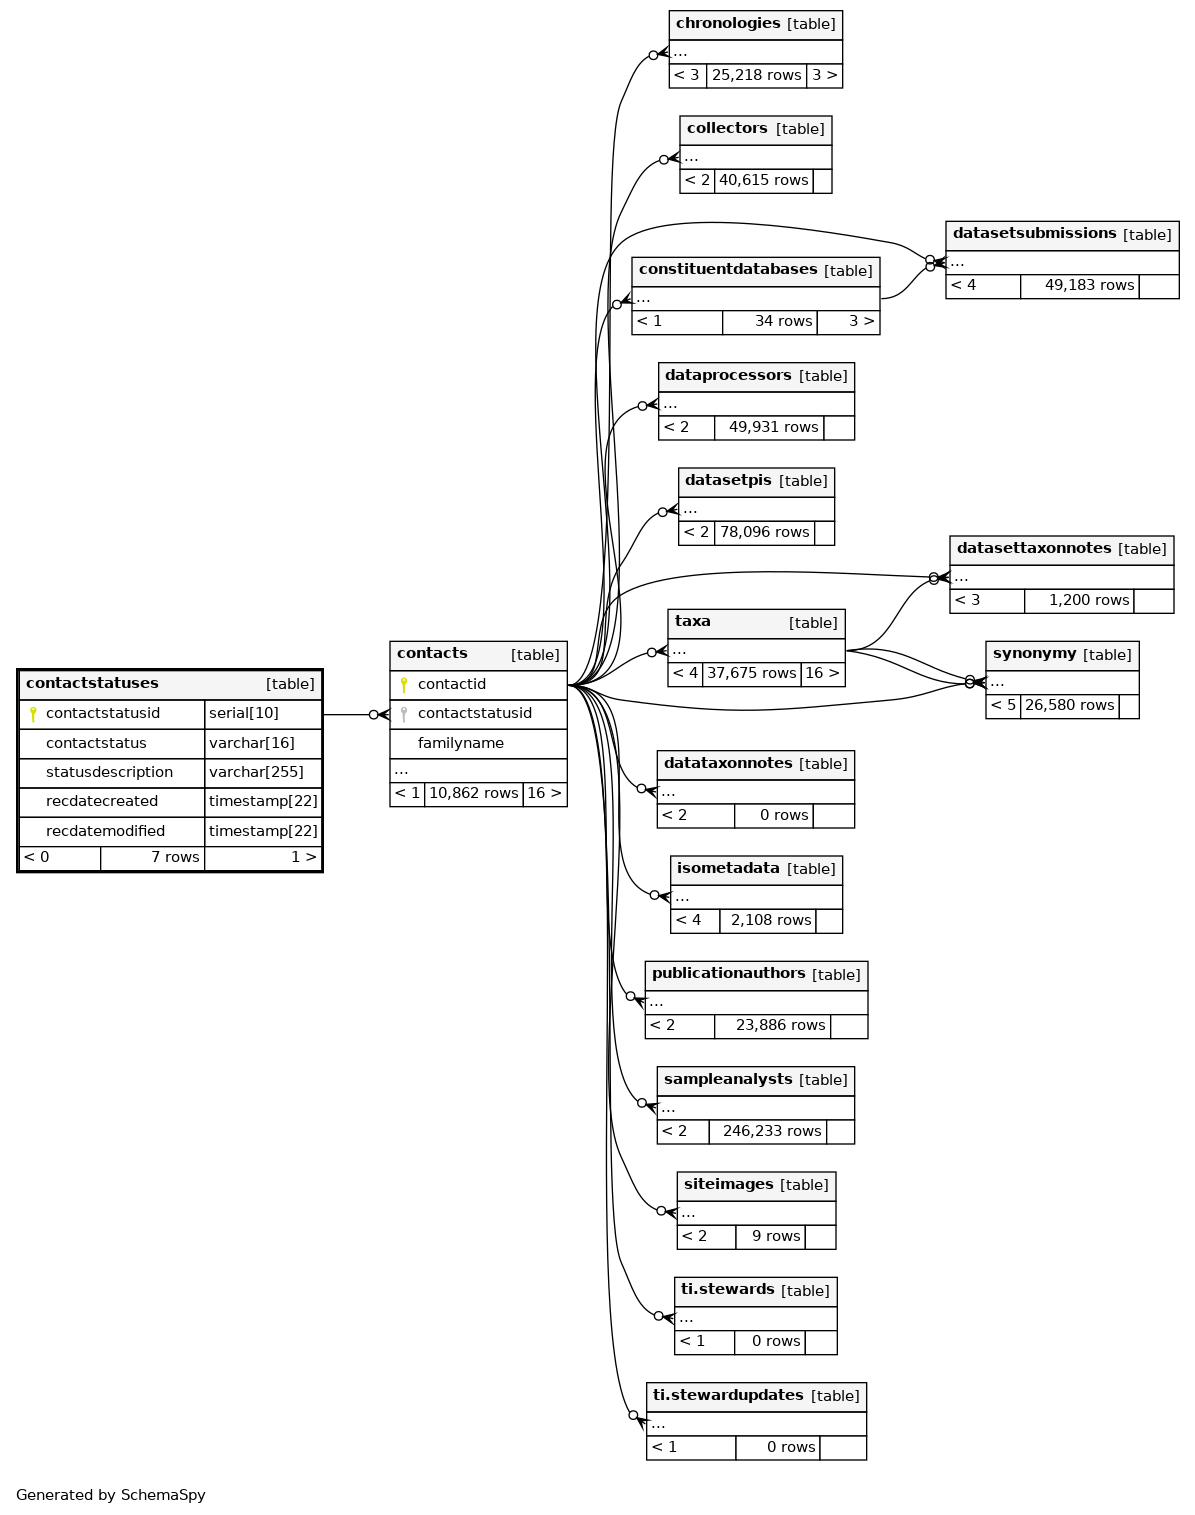 chronologies [table]
...
< 3 25,218 rows 3 >
collectors [table]
...
< 2 40,615 rows
datasetsubmissions [table]
...
< 4 49,183 rows
constituentdatabases [table]
...
< 1 34 rows 3 >
dataprocessors [table]
...
< 2 49,931 rows
datasetpis [table]
...
< 2 78,096 rows
datasettaxonnotes [table]
...
< 3 1,200 rows
taxa [table]
...
< 4 37,675 rows 16 >
synonymy [table]
...
< 5 26,580 rows
contacts [table]
contactid
contactstatusid
familyname
...
< 1 10,862 rows 16 >
contactstatuses [table]
contactstatusid serial[10]
contactstatus varchar[16]
statusdescription varchar[255]
recdatecreated timestamp[22]
recdatemodified timestamp[22]
< 0 7 rows 1 >
datataxonnotes [table]
...
< 2 0 rows
isometadata [table]
...
< 4 2,108 rows
publicationauthors [table]
...
< 2 23,886 rows
sampleanalysts [table]
...
< 2 246,233 rows
siteimages [table]
...
< 2 9 rows
ti.stewards [table]
...
< 1 0 rows
ti.stewardupdates [table]
...
< 1 0 rows
Generated by SchemaSpy